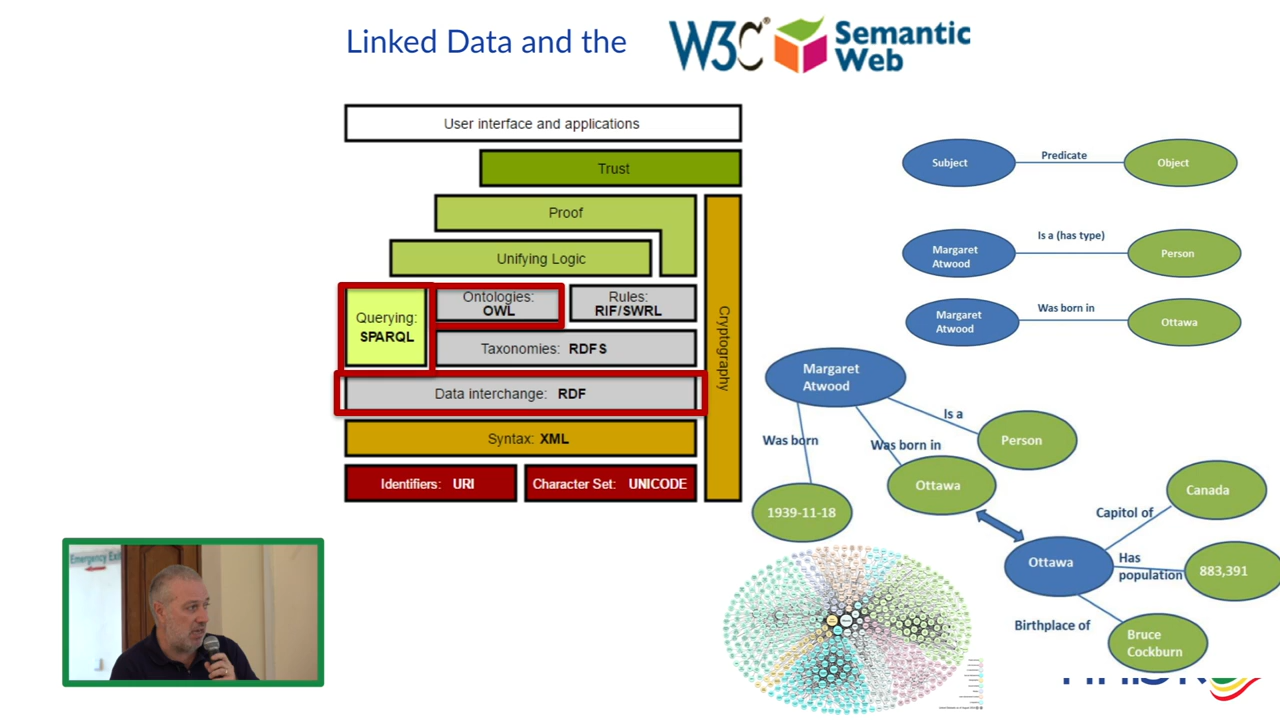 Linked Data and the
W3C® Semantic
Web
User interface and applications
Trust
Proof
Unifying Logic
Querying:
SPARQL
Ontologies:
OWL
Rules:
RIF/SWRL
Taxonomies: RDFS
Data interchange: RDF
Syntax: XML
Identifiers: URI
Character Set: UNICODE
Cryptography
Subject
Predicate
Object
Margaret
Atwood
Is a (has type)
Person
Margaret
Atwood
Was born in
Ottawa
Margaret
Atwood
Is a
Person
Was born
Was born in
Ottawa
1939-11-18
Canada
Capitol of
Ottawa
Has
population
883,391
Birthplace of
Bruce
Cockburn
Emergency Exit